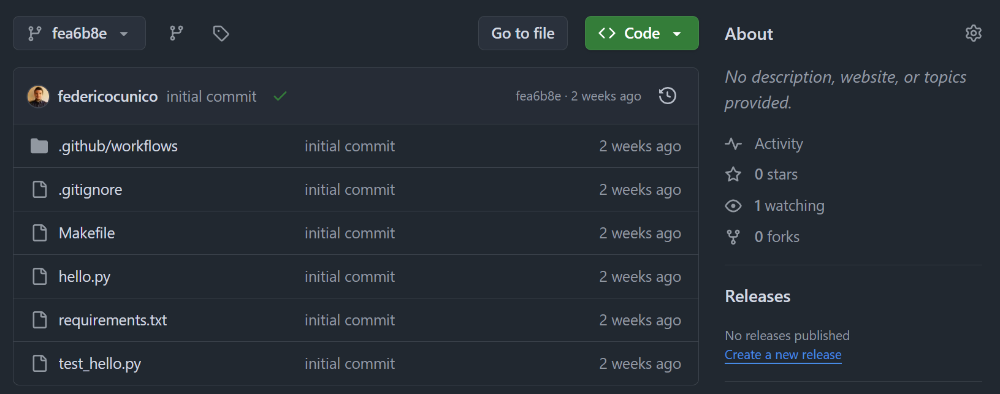 fea6b8e
Go to file
Code
federicocunico initial commit fea6b8e · 2 weeks ago
.github/workflows initial commit 2 weeks ago
.gitignore initial commit 2 weeks ago
Makefile initial commit 2 weeks ago
hello.py initial commit 2 weeks ago
requirements.txt initial commit 2 weeks ago
test_hello.py initial commit 2 weeks ago
About
No description, website, or topics
provided.
Activity
0 stars
1 watching
0 forks
Releases
No releases published
Create a new release